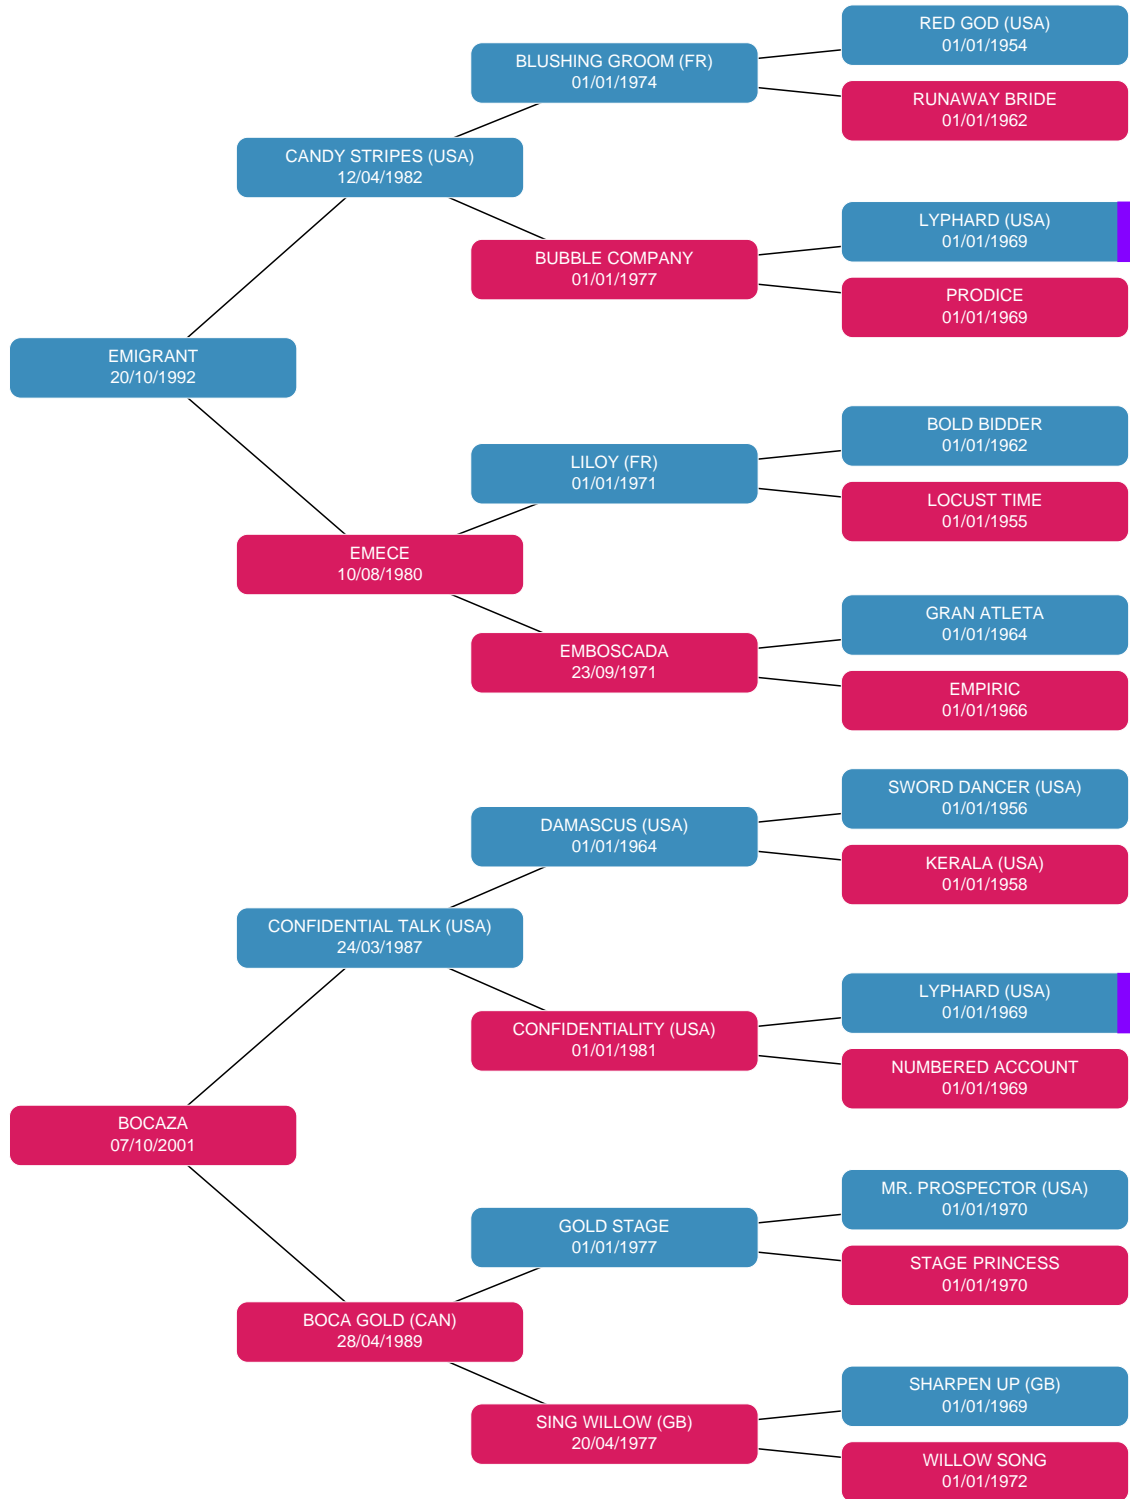 RED GOD (USA)
01/01/1954
BLUSHING GROOM (FR)
01/01/1974
RUNAWAY BRIDE
01/01/1962
CANDY STRIPES (USA)
12/04/1982
LYPHARD (USA)
01/01/1969
BUBBLE COMPANY
01/01/1977
PRODICE
01/01/1969
EMIGRANT
20/10/1992
BOLD BIDDER
01/01/1962
LILOY (FR)
01/01/1971
LOCUST TIME
01/01/1955
EMECE
10/08/1980
GRAN ATLETA
01/01/1964
EMBOSCADA
23/09/1971
EMPIRIC
01/01/1966
SWORD DANCER (USA)
01/01/1956
DAMASCUS (USA)
01/01/1964
KERALA (USA)
01/01/1958
CONFIDENTIAL TALK (USA)
24/03/1987
LYPHARD (USA)
01/01/1969
CONFIDENTIALITY (USA)
01/01/1981
NUMBERED ACCOUNT
01/01/1969
BOCAZA
07/10/2001
MR. PROSPECTOR (USA)
01/01/1970
GOLD STAGE
01/01/1977
STAGE PRINCESS
01/01/1970
BOCA GOLD (CAN)
28/04/1989
SHARPEN UP (GB)
01/01/1969
SING WILLOW (GB)
20/04/1977
WILLOW SONG
01/01/1972